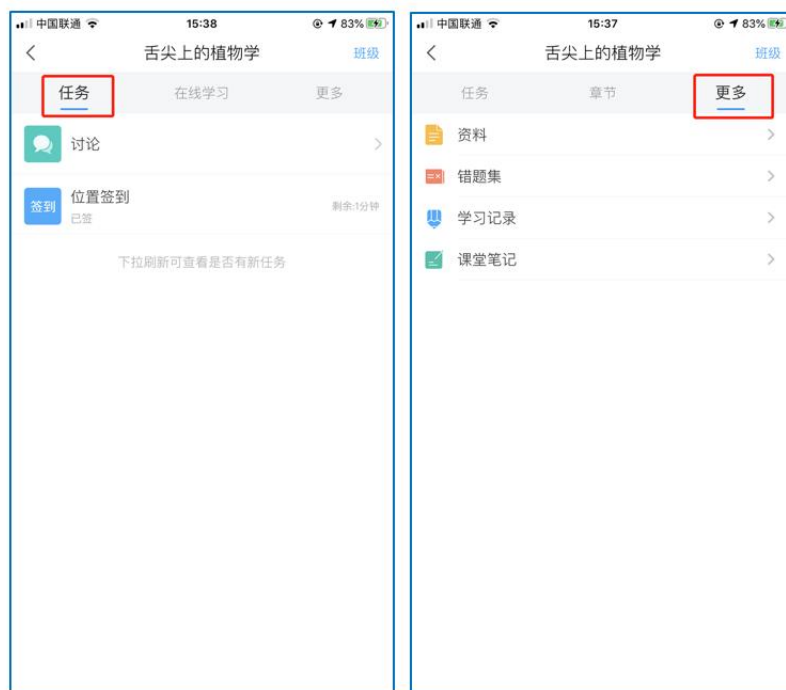 中国联通 15:38 83%
舌尖上的植物学 班级
任务 在线学习 更多
讨论
签到 位置签到 剩余:1分钟
已签
下拉刷新可查看是否有新任务
中国联通 15:37 83%
舌尖上的植物学 班级
任务 章节 更多
资料
错题集
学习记录
课堂笔记